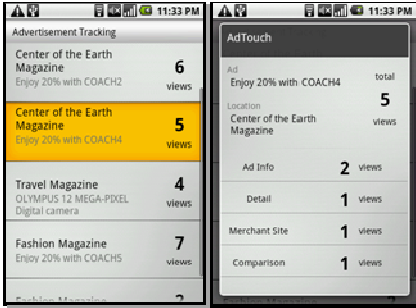 11:33 PM
Advertisement Tracking
Center of the Earth
Magazine
Enjoy 20% with COACH2
6
views
Center of the Earth
Magazine
Enjoy 20% with COACH4
5
views
Travel Magazine
OLYMPUS 12 MEGA-PIXEL
Digital camera
4
views
Fashion Magazine
Enjoy 20% with COACH5
7
views
11:33 PM
AdTouch
Ad
Enjoy 20% with COACH4
total
5
views
Location
Center of the Earth
Magazine
Ad Info 2 views
Detail 1 views
Merchant Site 1 views
Comparison 1 views